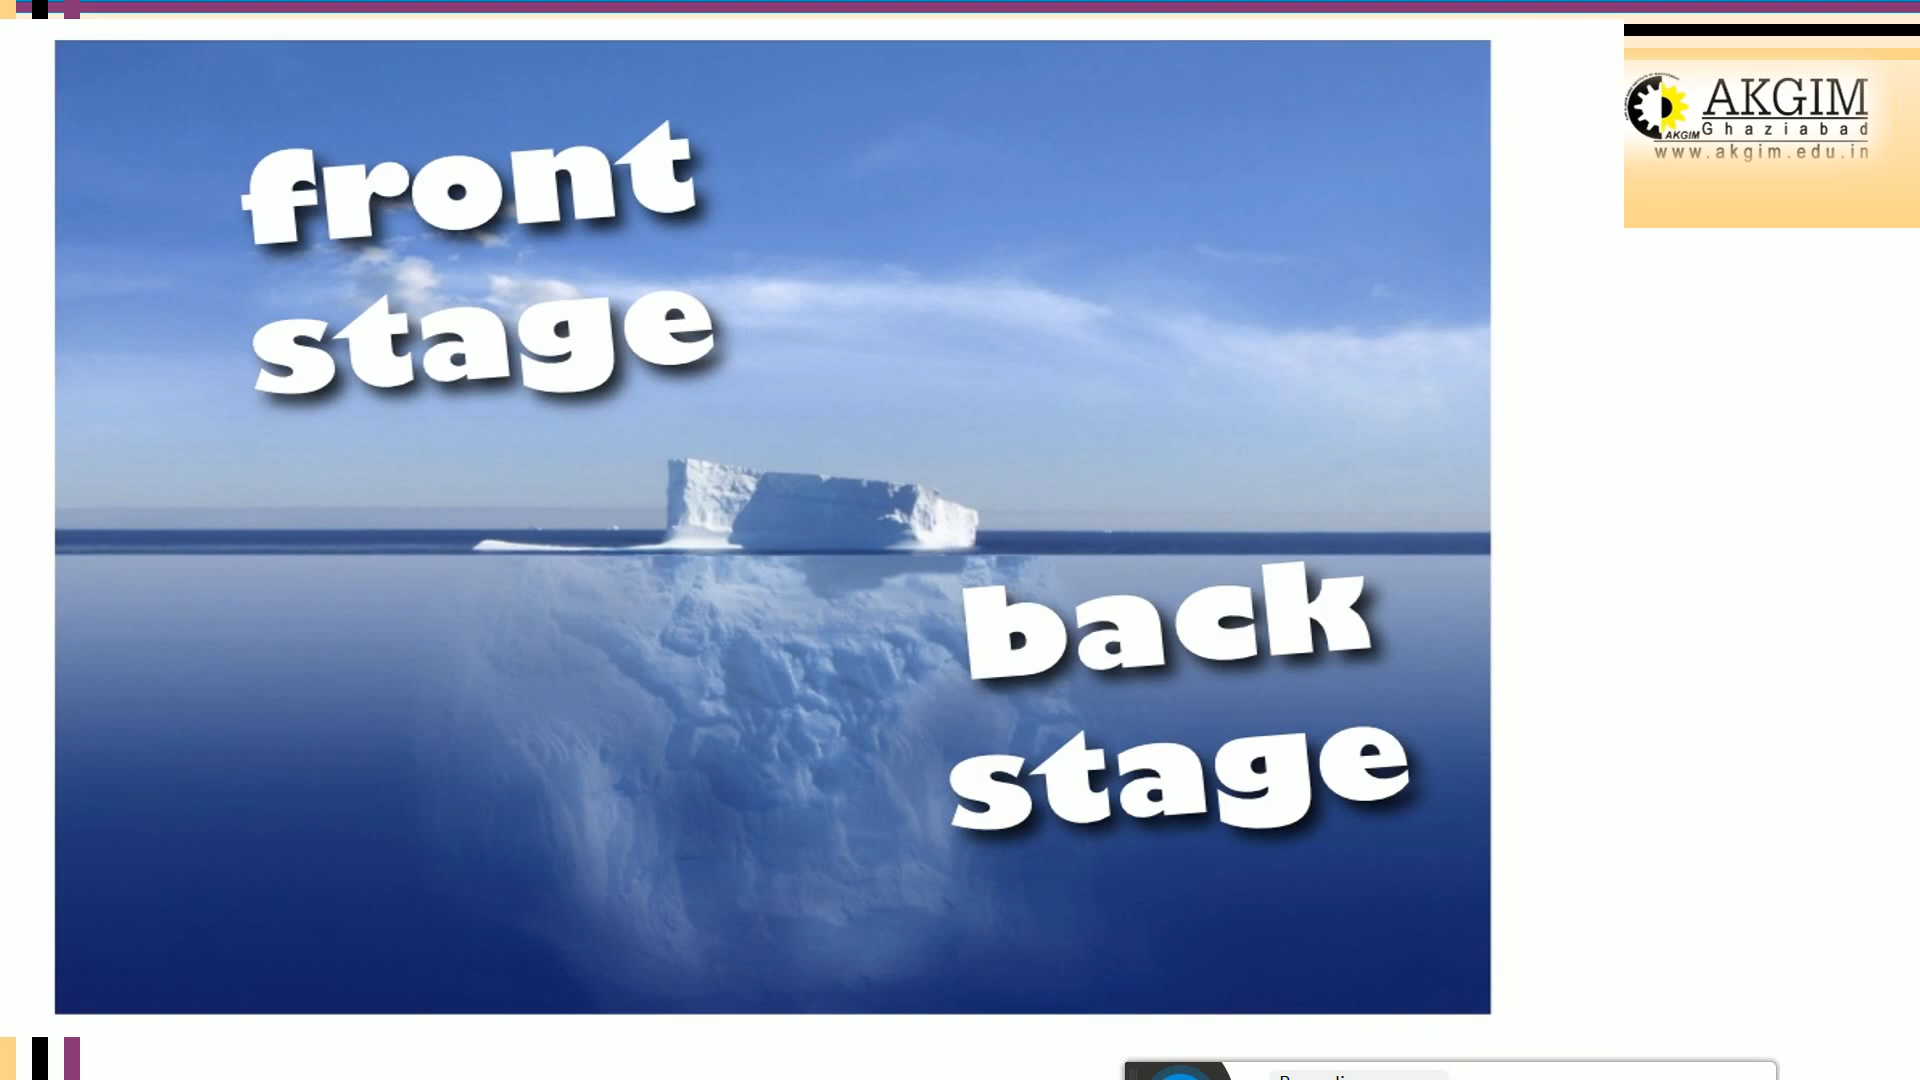 front
stage
back
stage
AKGIM
AKGIM
Ghaziabad
www.akgim.edu.in